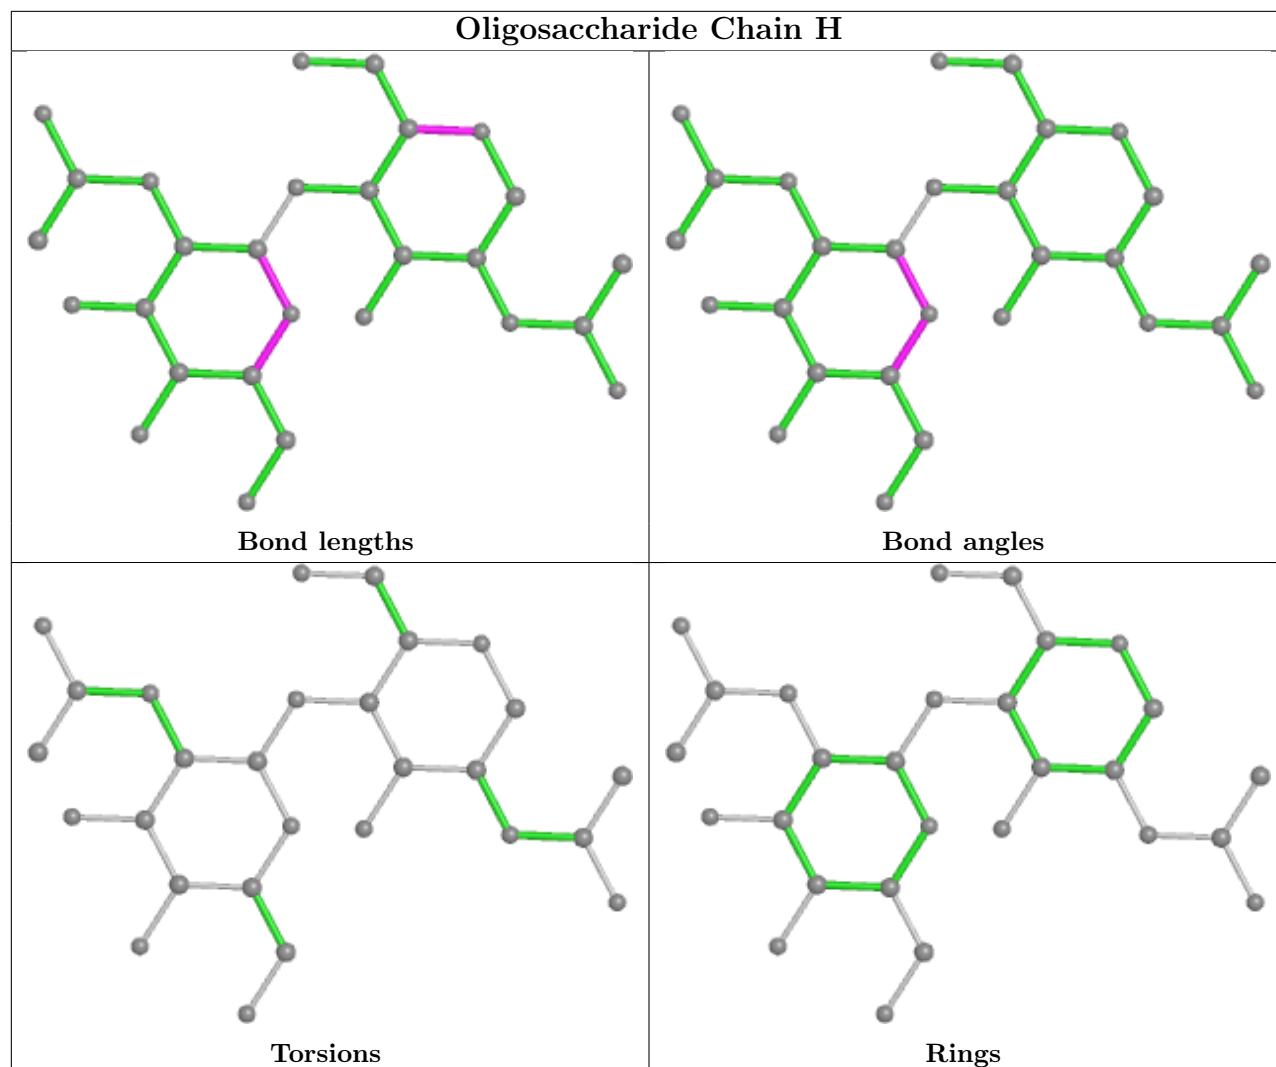 Oligosaccharide Chain H
Bond lengths
Bond angles
Torsions
Rings